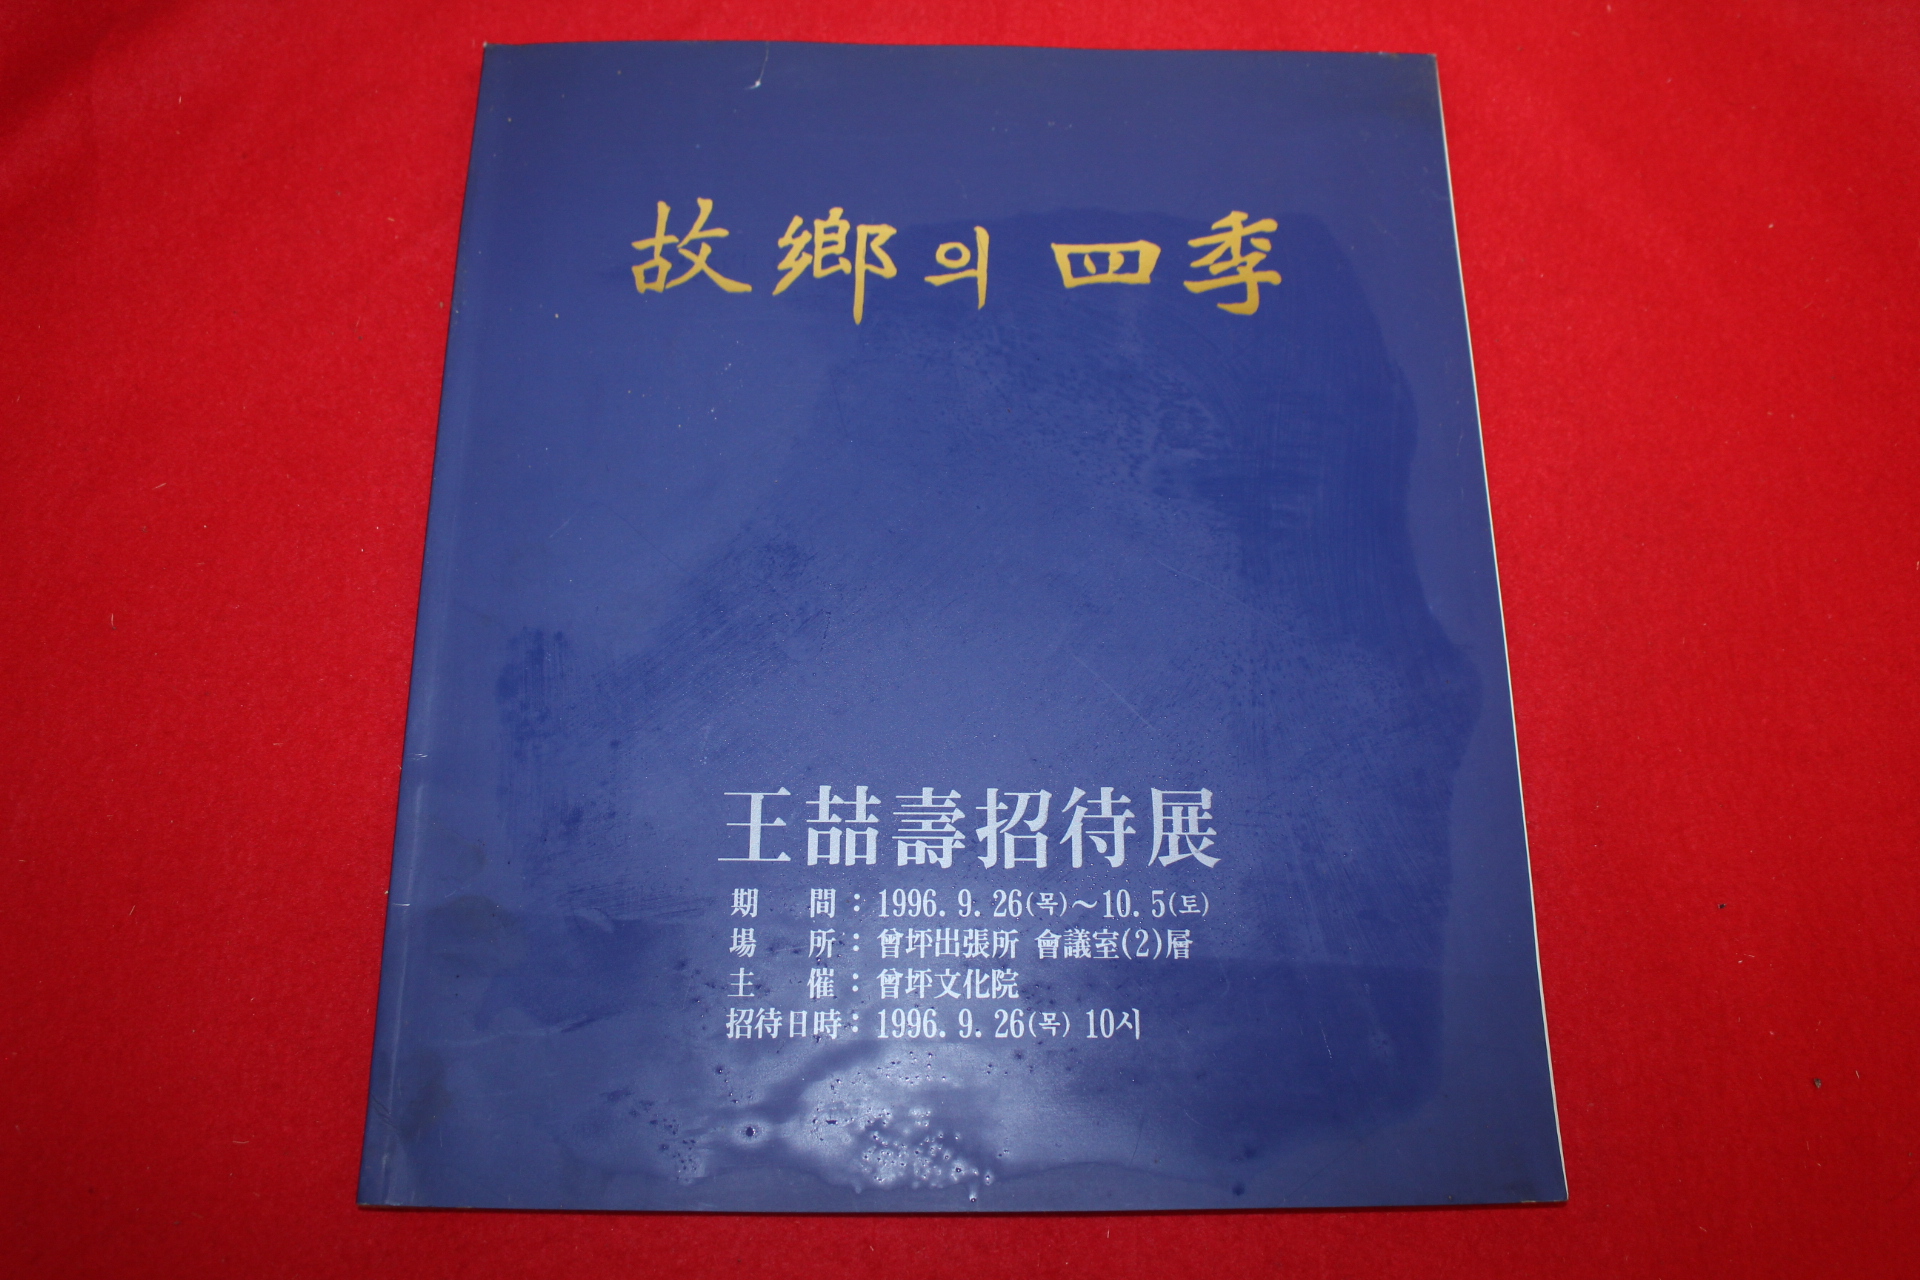 故鄕의 四季
王喆壽招待展
期 間 : 1996. 9. 26(목)～10. 5(토)
場 所 : 曾坪出張所 會議室(2)層
主 催 : 曾坪文化院
招待日時 : 1996. 9. 26(목) 10시